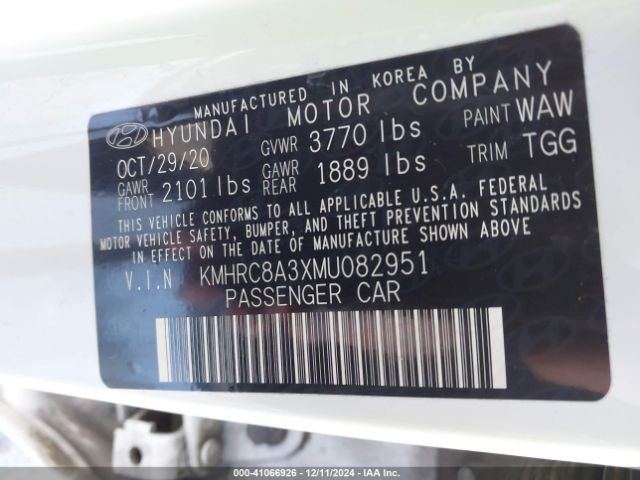 MANUFACTURED IN KOREA BY
HYUNDAI MOTOR COMPANY
OCT/29/20 GVWR 3770 lbs PAINT WAW
GAWR FRONT 2101 lbs GAWR REAR 1889 lbs TRIM TGG
THIS VEHICLE CONFORMS TO ALL APPLICABLE U.S.A. FEDERAL
MOTOR VEHICLE SAFETY, BUMPER, AND THEFT PREVENTION STANDARDS
IN EFFECT ON THE DATE OF MANUFACTURE SHOWN ABOVE.
V.I.N KMHRC8A3XMU082951
PASSENGER CAR
000-41066926 - 12/11/2024 - IAA Inc.